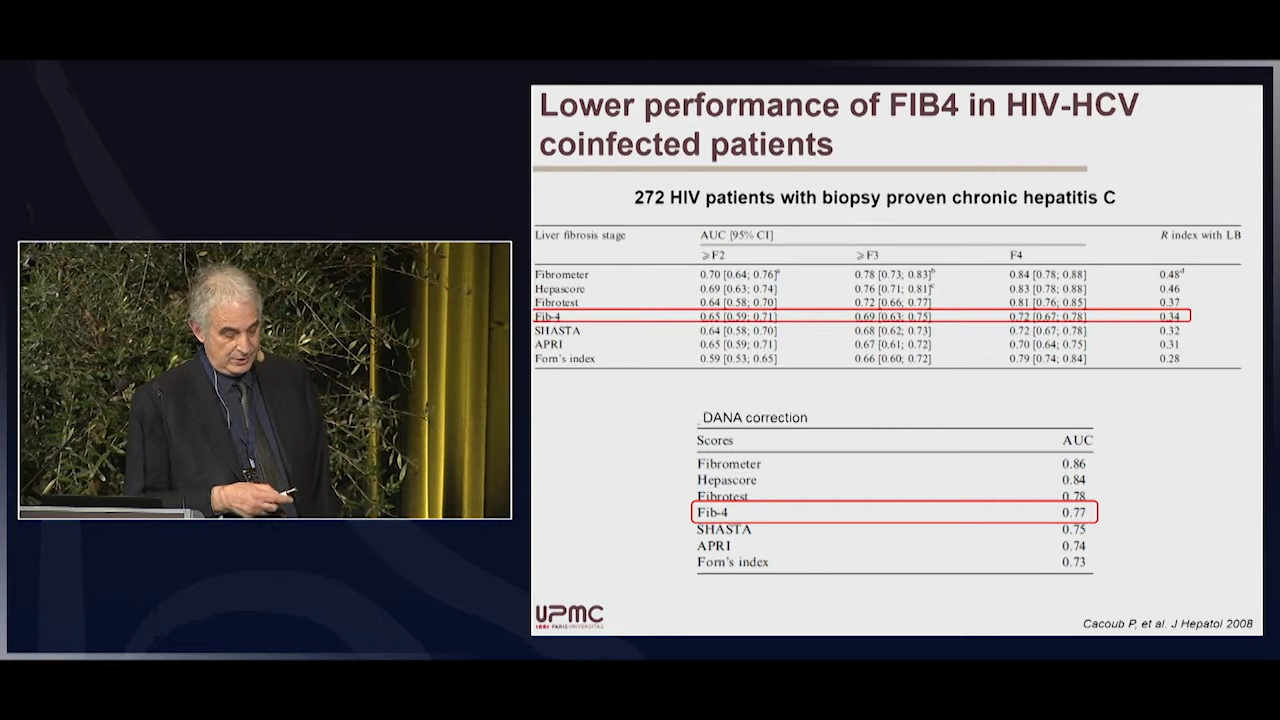 Lower performance of FIB4 in HIV-HCV
coinfected patients
272 HIV patients with biopsy proven chronic hepatitis C
Liver fibrosis stage AUC [95% CI] R index with LB
⩾F2 ⩾F3 F4
Fibrometer 0.70 [0.64; 0.76]a 0.78 [0.73; 0.83]b 0.84 [0.78; 0.88] 0.48d
Hepascore 0.69 [0.63; 0.74] 0.76 [0.71; 0.81]c 0.83 [0.78; 0.88] 0.46
Fibrotest 0.64 [0.58; 0.70] 0.72 [0.66; 0.77] 0.81 [0.76; 0.85] 0.37
Fib-4 0.65 [0.59; 0.71] 0.69 [0.63; 0.75] 0.72 [0.67; 0.78] 0.34
SHASTA 0.64 [0.58; 0.70] 0.68 [0.62; 0.73] 0.72 [0.67; 0.78] 0.32
APRI 0.65 [0.59; 0.71] 0.67 [0.61; 0.72] 0.70 [0.64; 0.75] 0.31
Forn's index 0.59 [0.53; 0.65] 0.66 [0.60; 0.72] 0.79 [0.74; 0.84] 0.28
DANA correction
Scores AUC
Fibrometer 0.86
Hepascore 0.84
Fibrotest 0.78
Fib-4 0.77
SHASTA 0.75
APRI 0.74
Forn's index 0.73
UPMC
PARISUNIVERSITAS
Cacoub P, et al. J Hepatol 2008